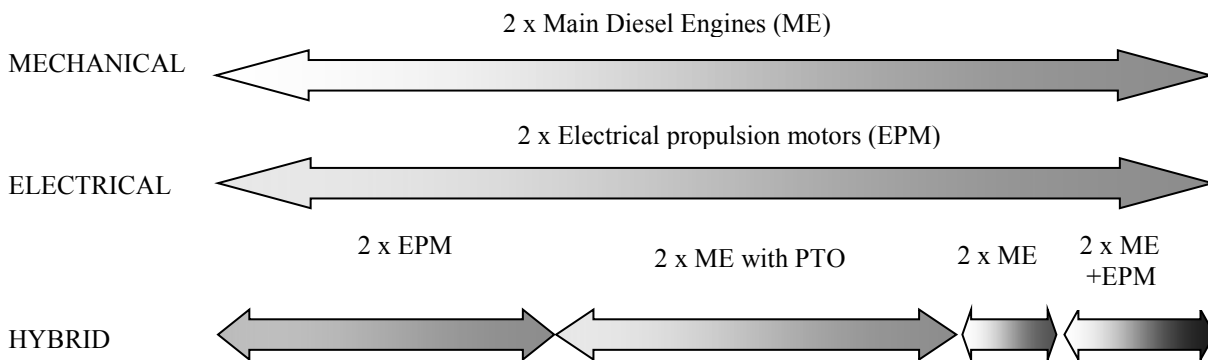 2 x Main Diesel Engines (ME)
MECHANICAL
2 x Electrical propulsion motors (EPM)
ELECTRICAL
2 x EPM
2 x ME with PTO
2 x ME
2 x ME
+EPM
HYBRID